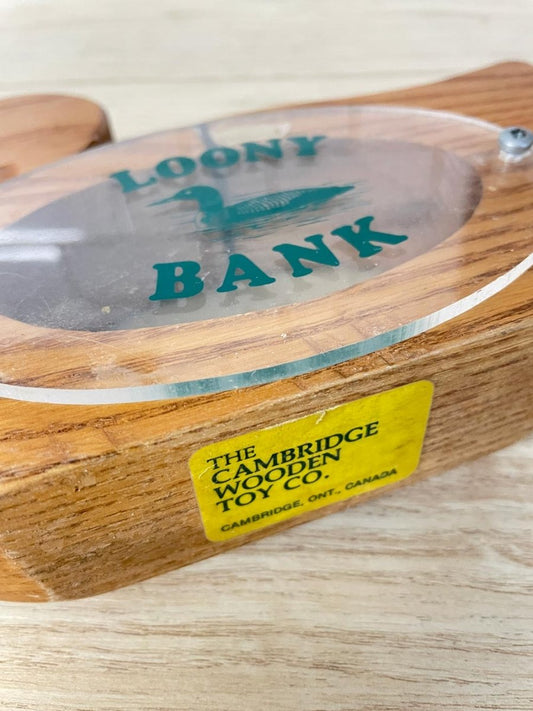 LOONY
BANK
THE
CAMBRIDGE
WOODEN
TOY CO.
CAMBRIDGE, ONT., CANADA